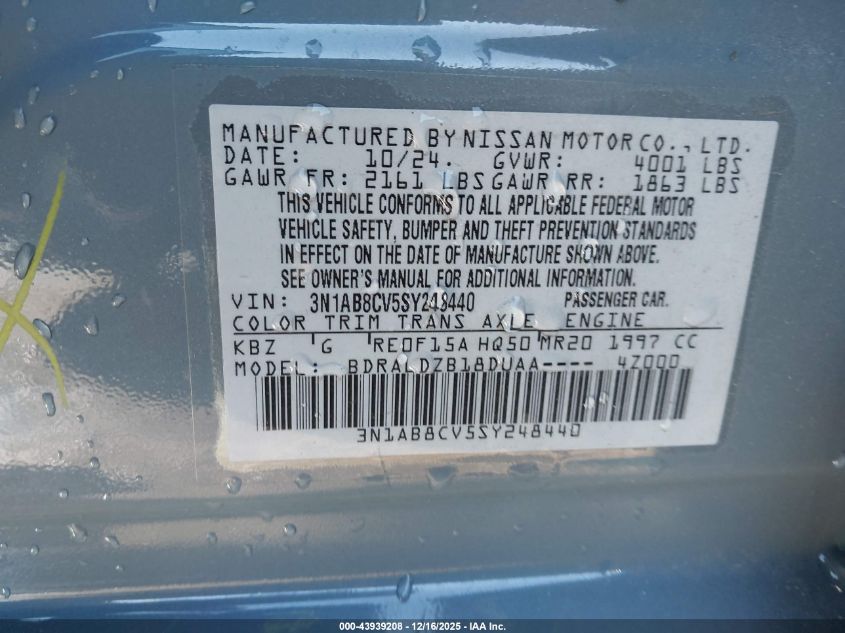 MANUFACTURED BY NISSAN MOTOR CO., LTD.
DATE: 10/24. GVWR: 4001 LBS
GAWR FR: 2161 LBS GAWR RR: 1863 LBS
THIS VEHICLE CONFORMS TO ALL APPLICABLE FEDERAL MOTOR
VEHICLE SAFETY, BUMPER AND THEFT PREVENTION STANDARDS
IN EFFECT ON THE DATE OF MANUFACTURE SHOWN ABOVE.
SEE OWNER'S MANUAL FOR ADDITIONAL INFORMATION.
VIN: 3N1AB8CV5SY248440 PASSENGER CAR.
COLOR TRIM TRANS AXLE ENGINE
KBZ G RE0F15A HQ50 MR20 1997 CC
MODEL: BDRALDZB18DUAA---- 4Z000
3N1AB8CV5SY248440
000-43939208 - 12/16/2025 - IAA Inc.